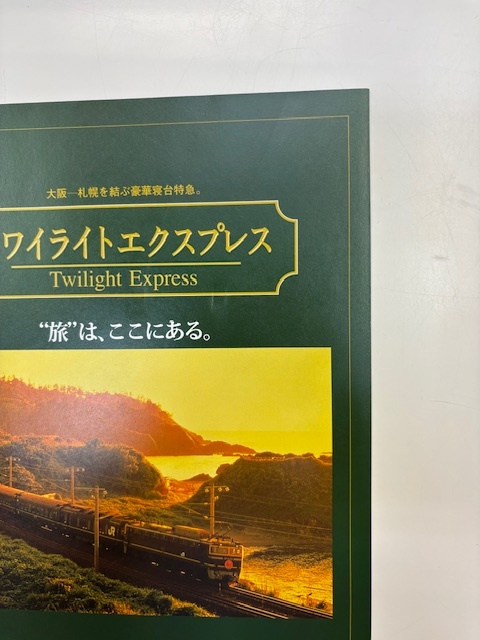 大阪―札幌を結ぶ豪華寝台特急。
ワイライトエクスプレス
Twilight Express
“旅”は、ここにある。